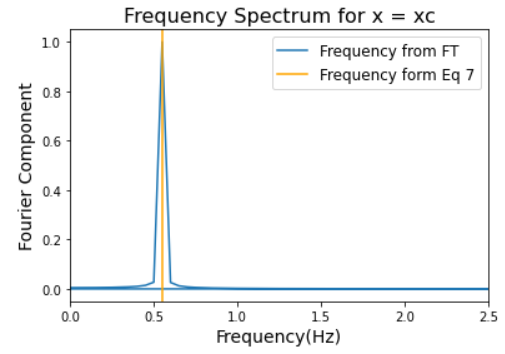 Frequency Spectrum for x = xc
Frequency from FT
Frequency form Eq 7
Fourier Component
1.0
0.8
0.6
0.4
0.2
0.0
0.0
0.5
1.0
1.5
2.0
2.5
Frequency(Hz)